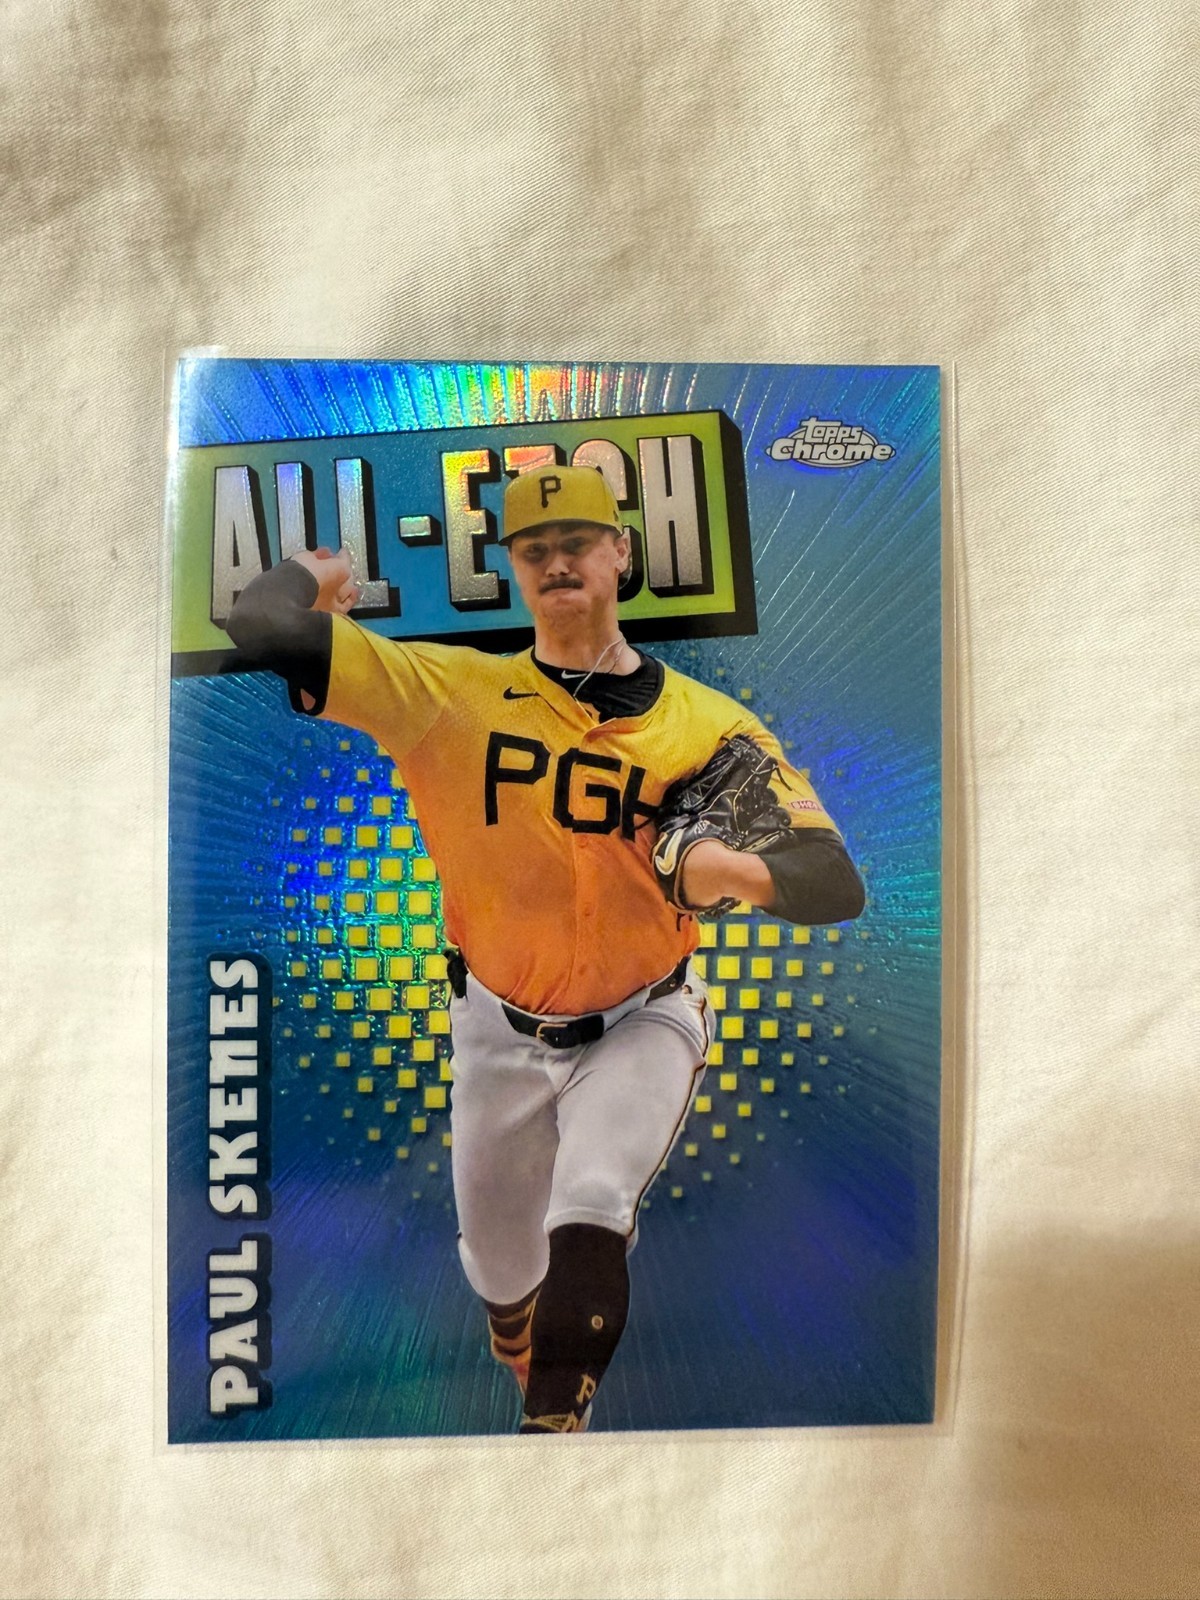 ALL-ETCH
Topps
Chrome
P
PGH
PAUL SKENES
P